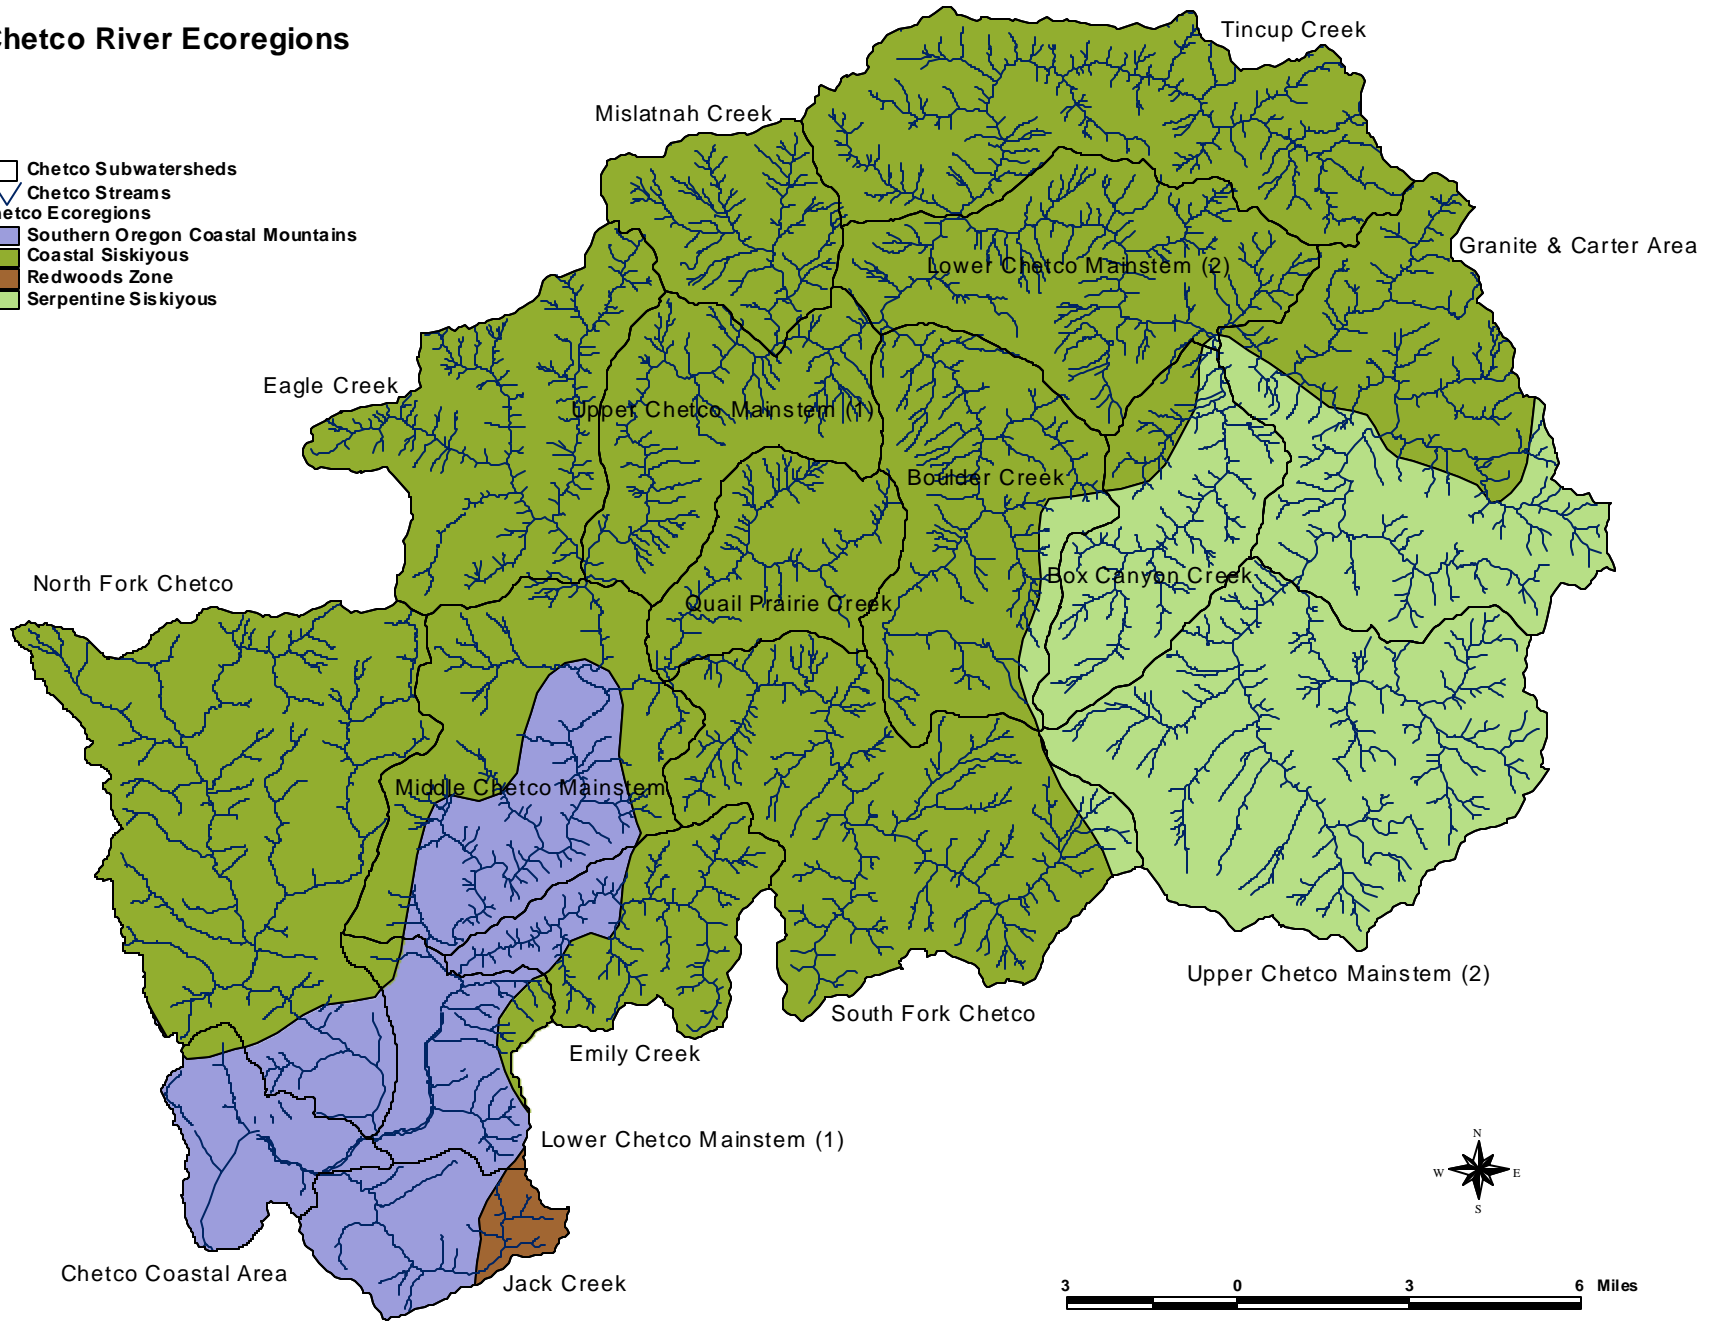 hetco River Ecoregions
Tincup Creek
Mislatnah Creek
Chetco Subwatersheds
Chetco Streams
etco Ecoregions
Southern Oregon Coastal Mountains
Coastal Siskiyous
Redwoods Zone
Serpentine Siskiyous
Granite & Carter Area
Lower Chetco Mainstem (2)
Eagle Creek
Upper Chetco Mainstem (1)
Boulder Creek
Box Canyon Creek
North Fork Chetco
Quail Prairie Creek
Middle Chetco Mainstem
Upper Chetco Mainstem (2)
South Fork Chetco
Emily Creek
Lower Chetco Mainstem (1)
N
W E
S
Chetco Coastal Area
Jack Creek
3 0 3 6 Miles